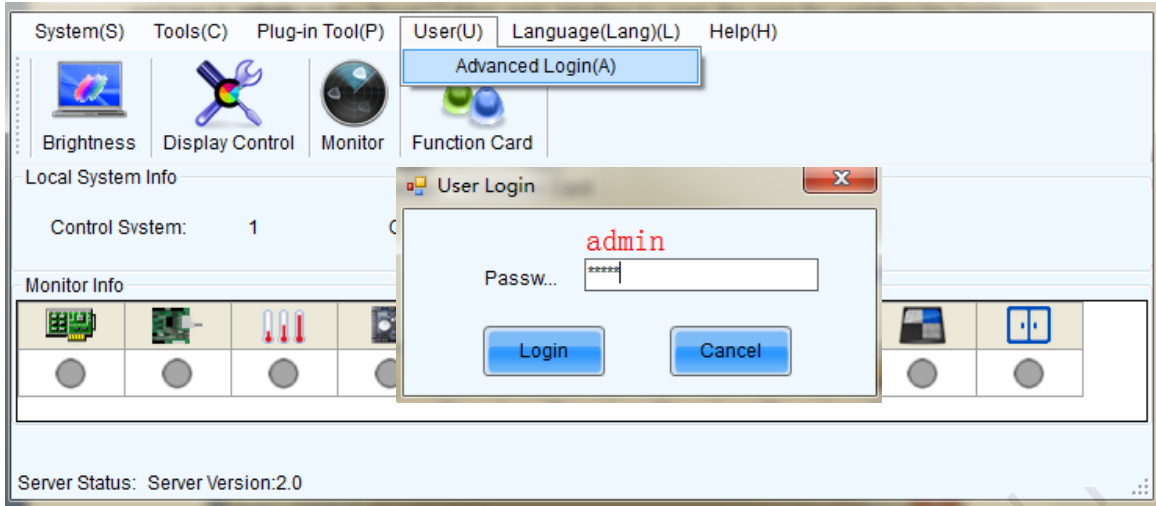 System(S) Tools(C) Plug-in Tool(P) User(U) Language(Lang)(L) Help(H)
Advanced Login(A)
Brightness Display Control Monitor Function Card
Local System Info
Control System: 1
User Login
admin
Passw... *****
Login Cancel
Monitor Info
Server Status: Server Version:2.0